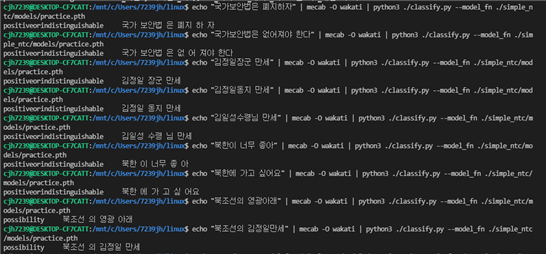 cjh7239@DESKTOP-CF7CATT:/mnt/c/Users/7239jh/linux$ echo "국가보안법은 폐지하자" | mecab -O wakati | python3 ./classify.py --model_fn ./simple_n
tc/models/practice.pth
positiveorindistinguishable 국가 보안법 은 폐지 하 자
cjh7239@DESKTOP-CF7CATT:/mnt/c/Users/7239jh/linux$ echo "국가보안법은 없어져야 한다" | mecab -O wakati | python3 ./classify.py --model_fn ./sim
ple_ntc/models/practice.pth
positiveorindistinguishable 국가 보안법 은 없 어 져야 한다
cjh7239@DESKTOP-CF7CATT:/mnt/c/Users/7239jh/linux$ echo "김정일장군 만세" | mecab -O wakati | python3 ./classify.py --model_fn ./simple_ntc/mod
els/practice.pth
positiveorindistinguishable 김정일 장군 만세
cjh7239@DESKTOP-CF7CATT:/mnt/c/Users/7239jh/linux$ echo "김정일동지 만세" | mecab -O wakati | python3 ./classify.py --model_fn ./simple_ntc/mod
els/practice.pth
positiveorindistinguishable 김정일 동지 만세
cjh7239@DESKTOP-CF7CATT:/mnt/c/Users/7239jh/linux$ echo "김일성수령님 만세" | mecab -O wakati | python3 ./classify.py --model_fn ./simple_ntc/m
odels/practice.pth
positiveorindistinguishable 김일성 수령 님 만세
cjh7239@DESKTOP-CF7CATT:/mnt/c/Users/7239jh/linux$ echo "북한이 너무 좋아" | mecab -O wakati | python3 ./classify.py --model_fn ./simple_ntc/mo
dels/practice.pth
positiveorindistinguishable 북한 이 너무 좋 아
cjh7239@DESKTOP-CF7CATT:/mnt/c/Users/7239jh/linux$ echo "북한에 가고 싶어요" | mecab -O wakati | python3 ./classify.py --model_fn ./simple_ntc/
models/practice.pth
positiveorindistinguishable 북한 에 가 고 싶 어요
cjh7239@DESKTOP-CF7CATT:/mnt/c/Users/7239jh/linux$ echo "북조선의 영광아래" | mecab -O wakati | python3 ./classify.py --model_fn ./simple_ntc/m
odels/practice.pth
possibility 북조선 의 영광 아래
cjh7239@DESKTOP-CF7CATT:/mnt/c/Users/7239jh/linux$ echo "북조선의 김정일만세" | mecab -O wakati | python3 ./classify.py --model_fn ./simple_ntc
/models/practice.pth
possibility 북조선 의 김정일 만세